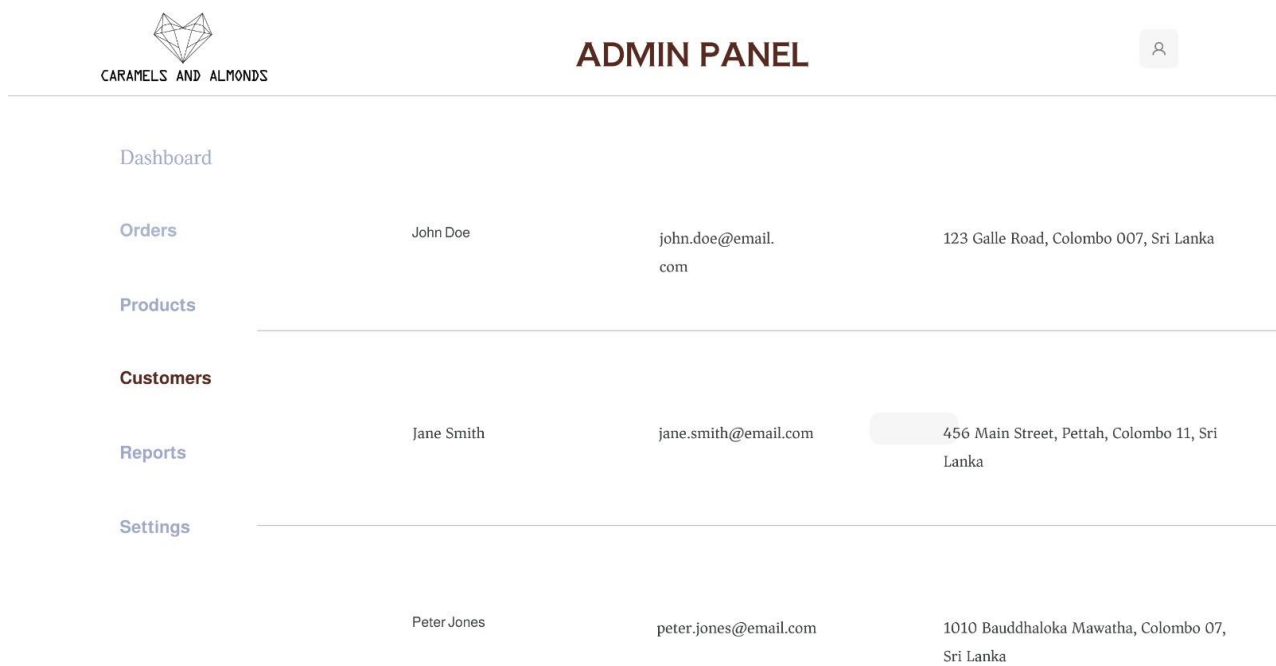 CARAMELS AND ALMONDS
ADMIN PANEL
Dashboard
Orders
Products
Customers
Reports
Settings
John Doe
john.doe@email.
com
123 Galle Road, Colombo 007, Sri Lanka
Jane Smith
jane.smith@email.com
456 Main Street, Pettah, Colombo 11, Sri
Lanka
Peter Jones
peter.jones@email.com
1010 Bauddhaloka Mawatha, Colombo 07,
Sri Lanka